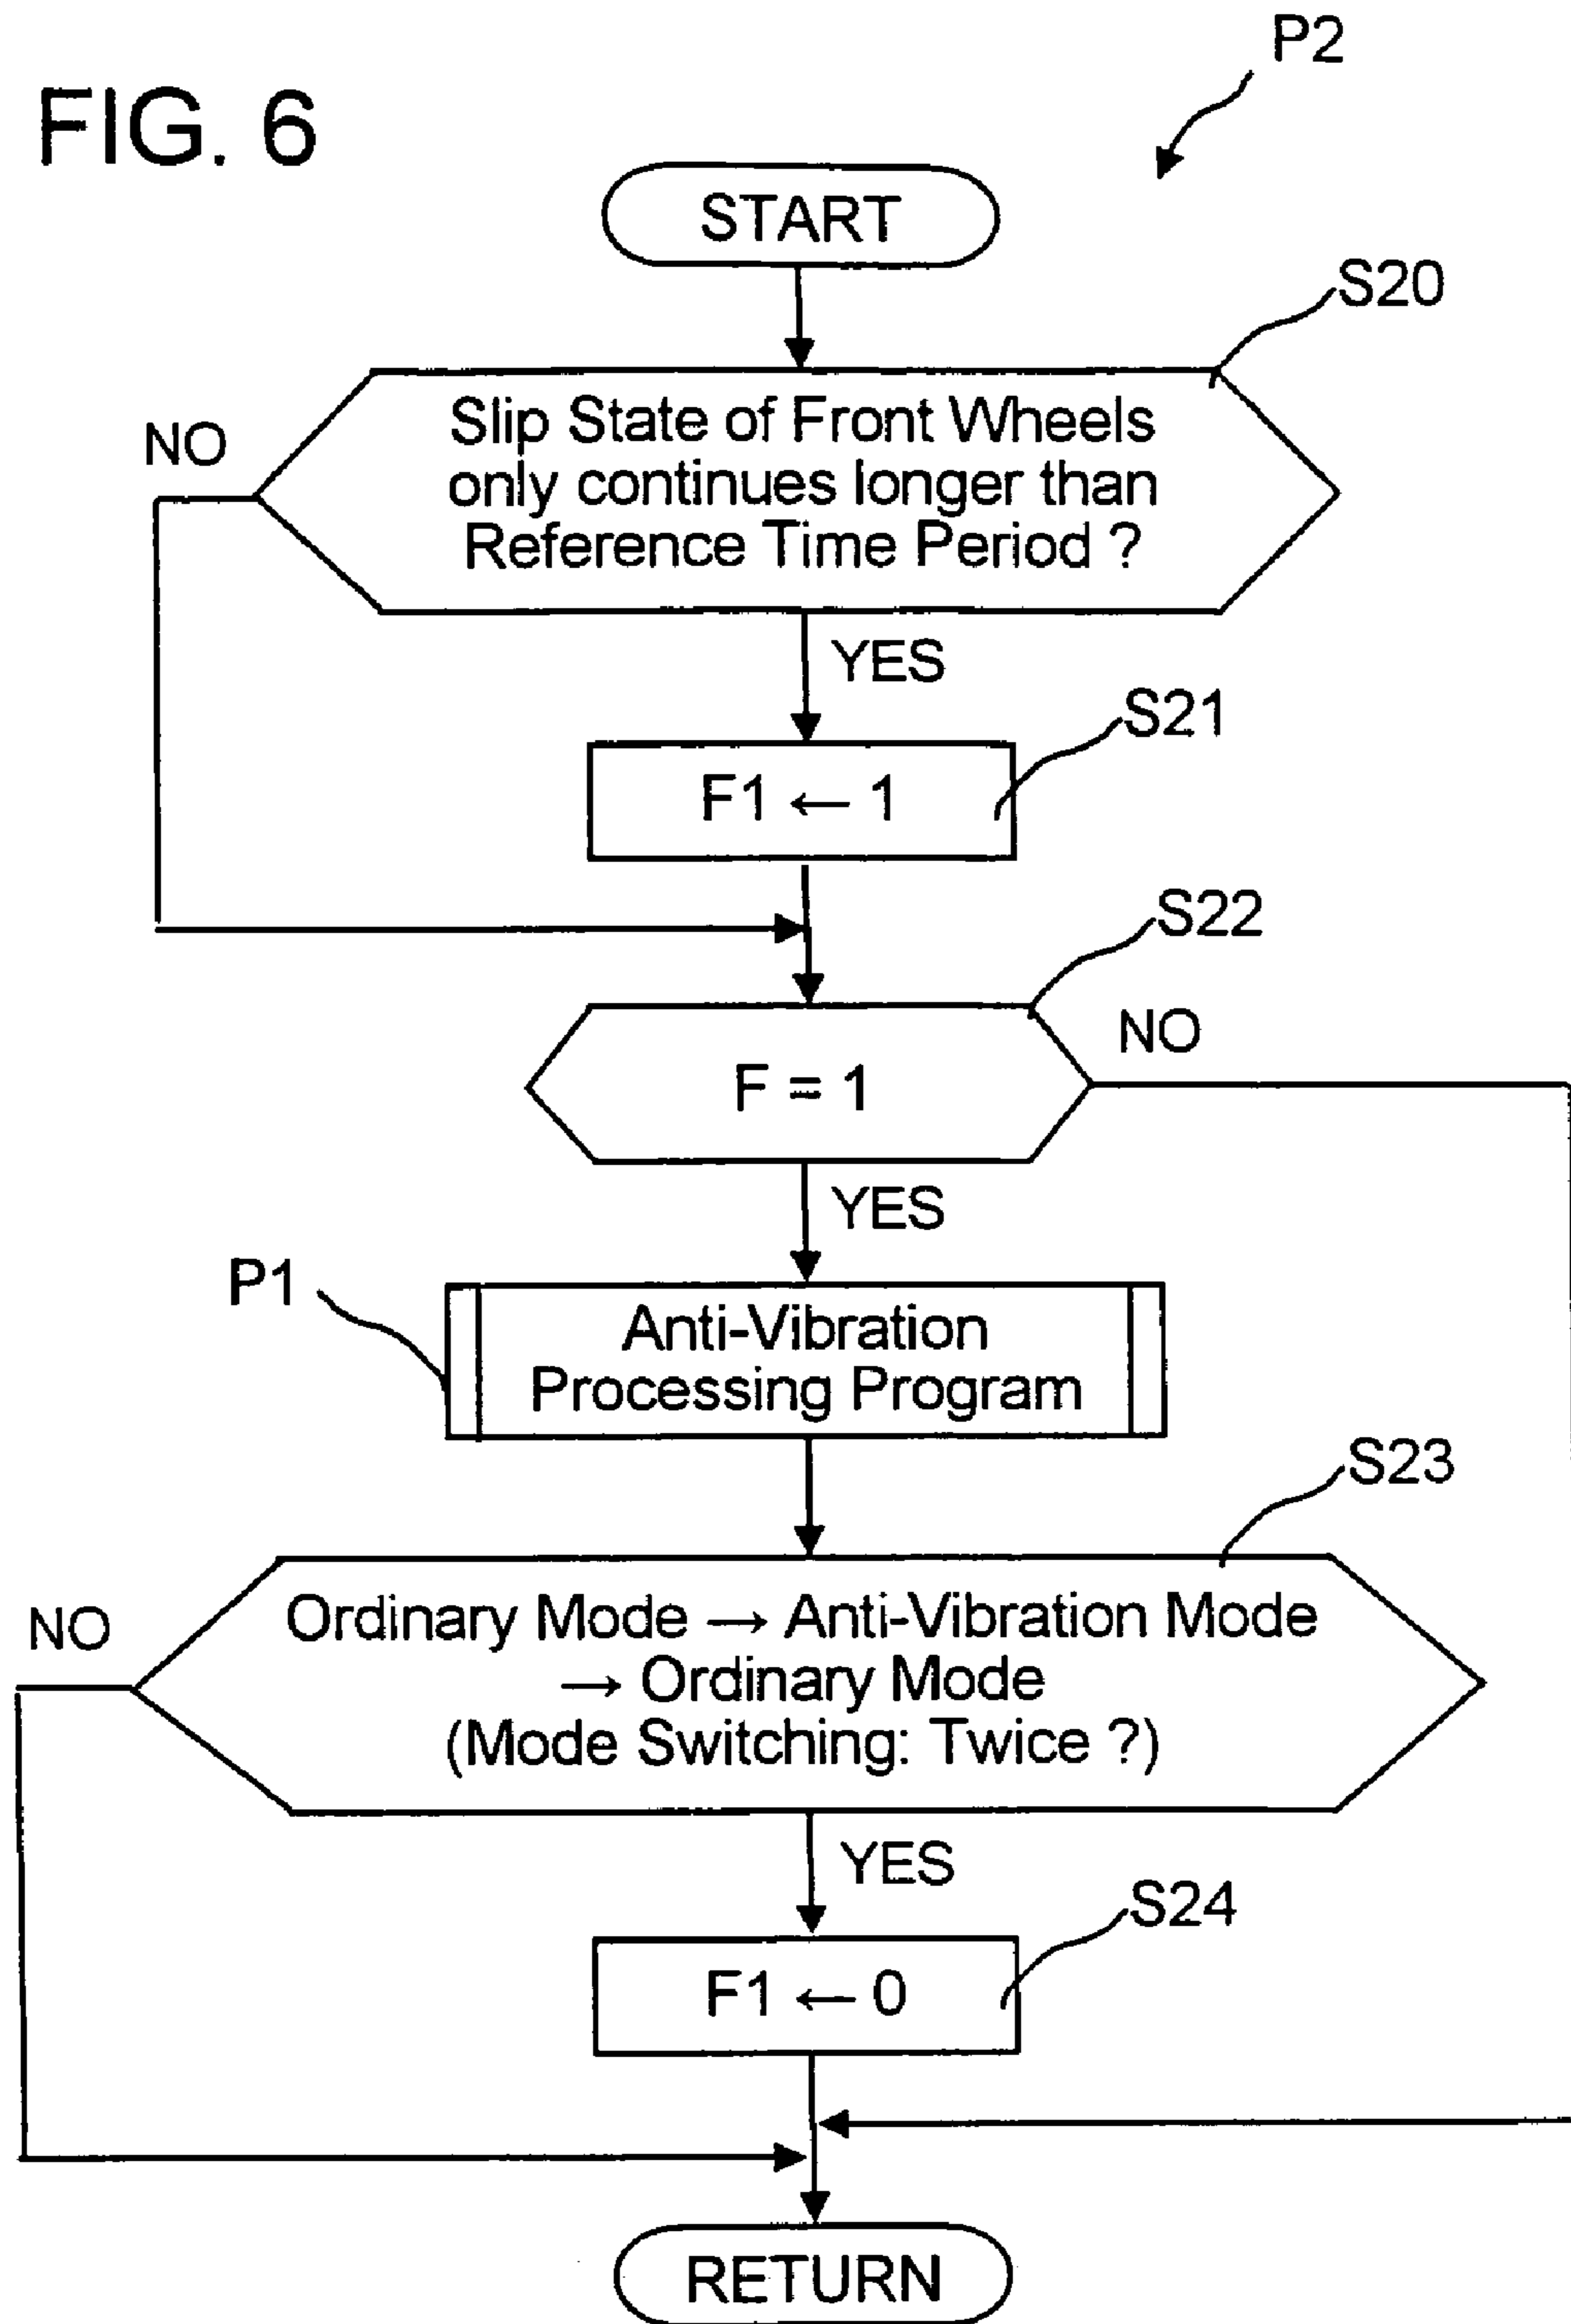 P2
FIG. 6
START
S20
NO
Slip State of Front Wheels
only continues longer than
Reference Time Period ?
YES
S21
F1 ← 1
S22
NO
F = 1
YES
P1
Anti-Vibration
Processing Program
S23
NO
Ordinary Mode → Anti-Vibration Mode
→ Ordinary Mode
(Mode Switching: Twice ?)
YES
S24
F1 ← 0
RETURN